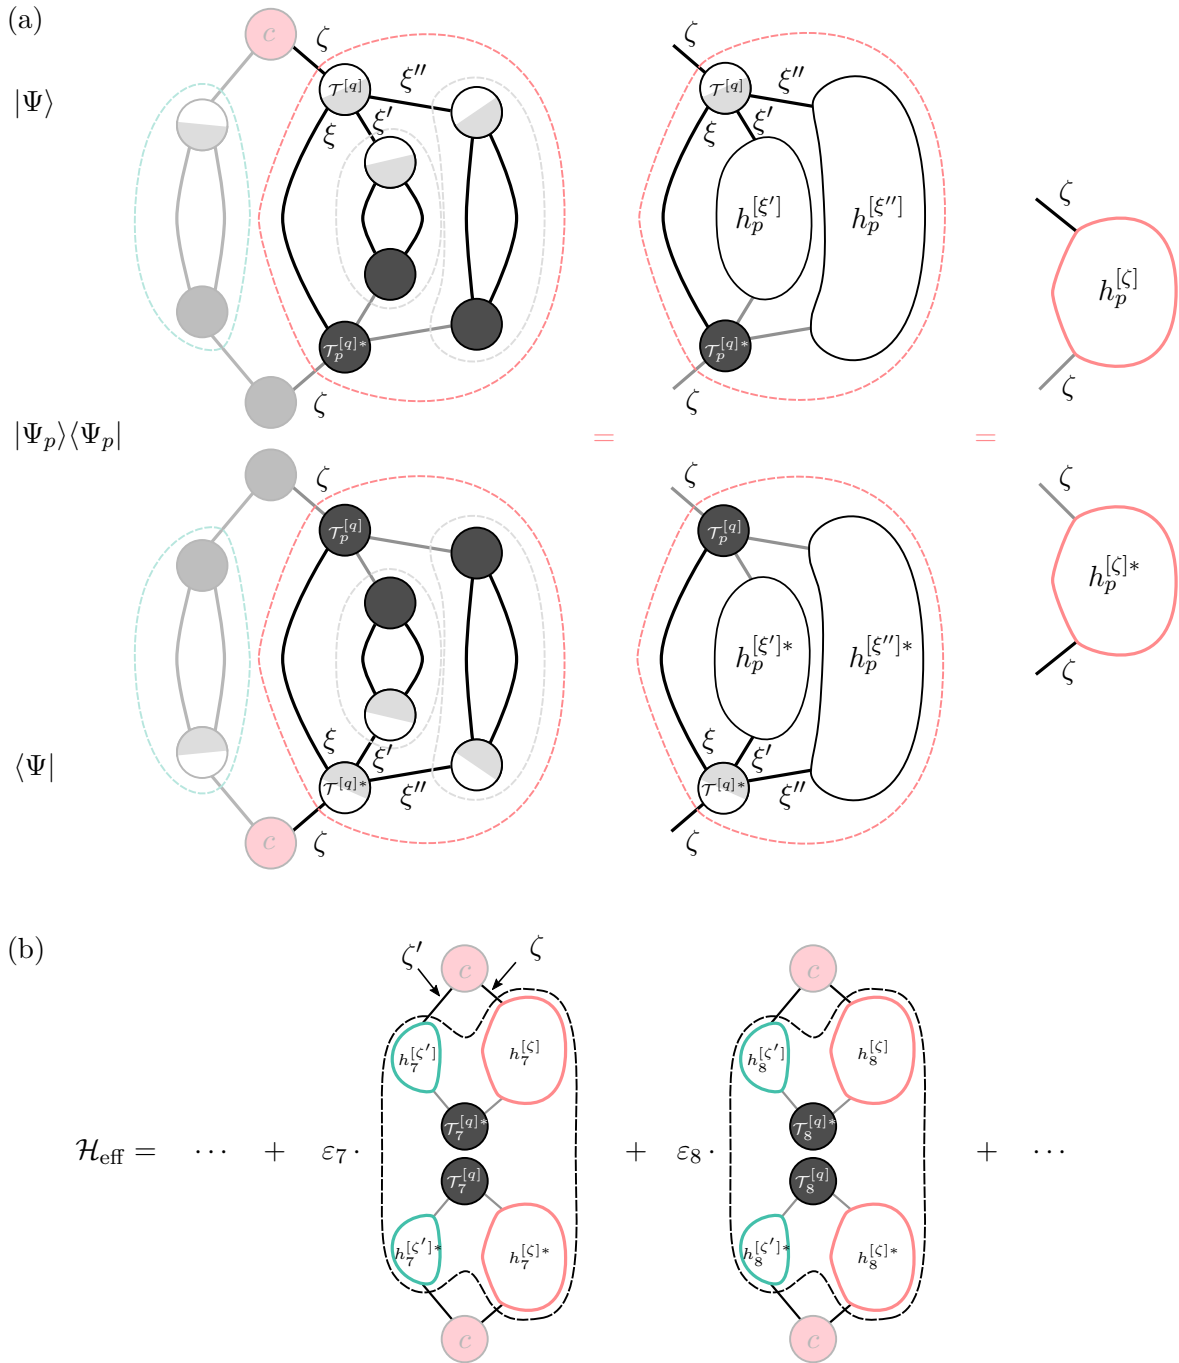 (a)
c ζ
|Ψ⟩ 𝒯^{[q]} ξ'' ξ ξ' 𝒯^{[q]} ξ'' ξ ξ'
ζ
h_p^{[ξ']} h_p^{[ξ'']} ζ
h_p^{[ζ]}
𝒯_p^{[q]*} 𝒯_p^{[q]*}
ζ ζ ζ
|Ψ_p⟩⟨Ψ_p| = =
ζ ζ ζ
𝒯_p^{[q]} 𝒯_p^{[q]}
h_p^{[ζ]*}
h_p^{[ξ']*} h_p^{[ξ'']*}
ζ
⟨Ψ| ξ ξ' ξ ξ'
𝒯^{[q]*} ξ'' 𝒯^{[q]*} ξ''
c ζ ζ
(b)
ζ' c ζ c
h_7^{[ζ']} h_7^{[ζ]} h_8^{[ζ']} h_8^{[ζ]}
𝒯_7^{[q]*} 𝒯_8^{[q]*}
ℋ_eff = ⋯ + ε_7 · + ε_8 · + ⋯
𝒯_7^{[q]} 𝒯_8^{[q]}
h_7^{[ζ']*} h_7^{[ζ]*} h_8^{[ζ']*} h_8^{[ζ]*}
c c